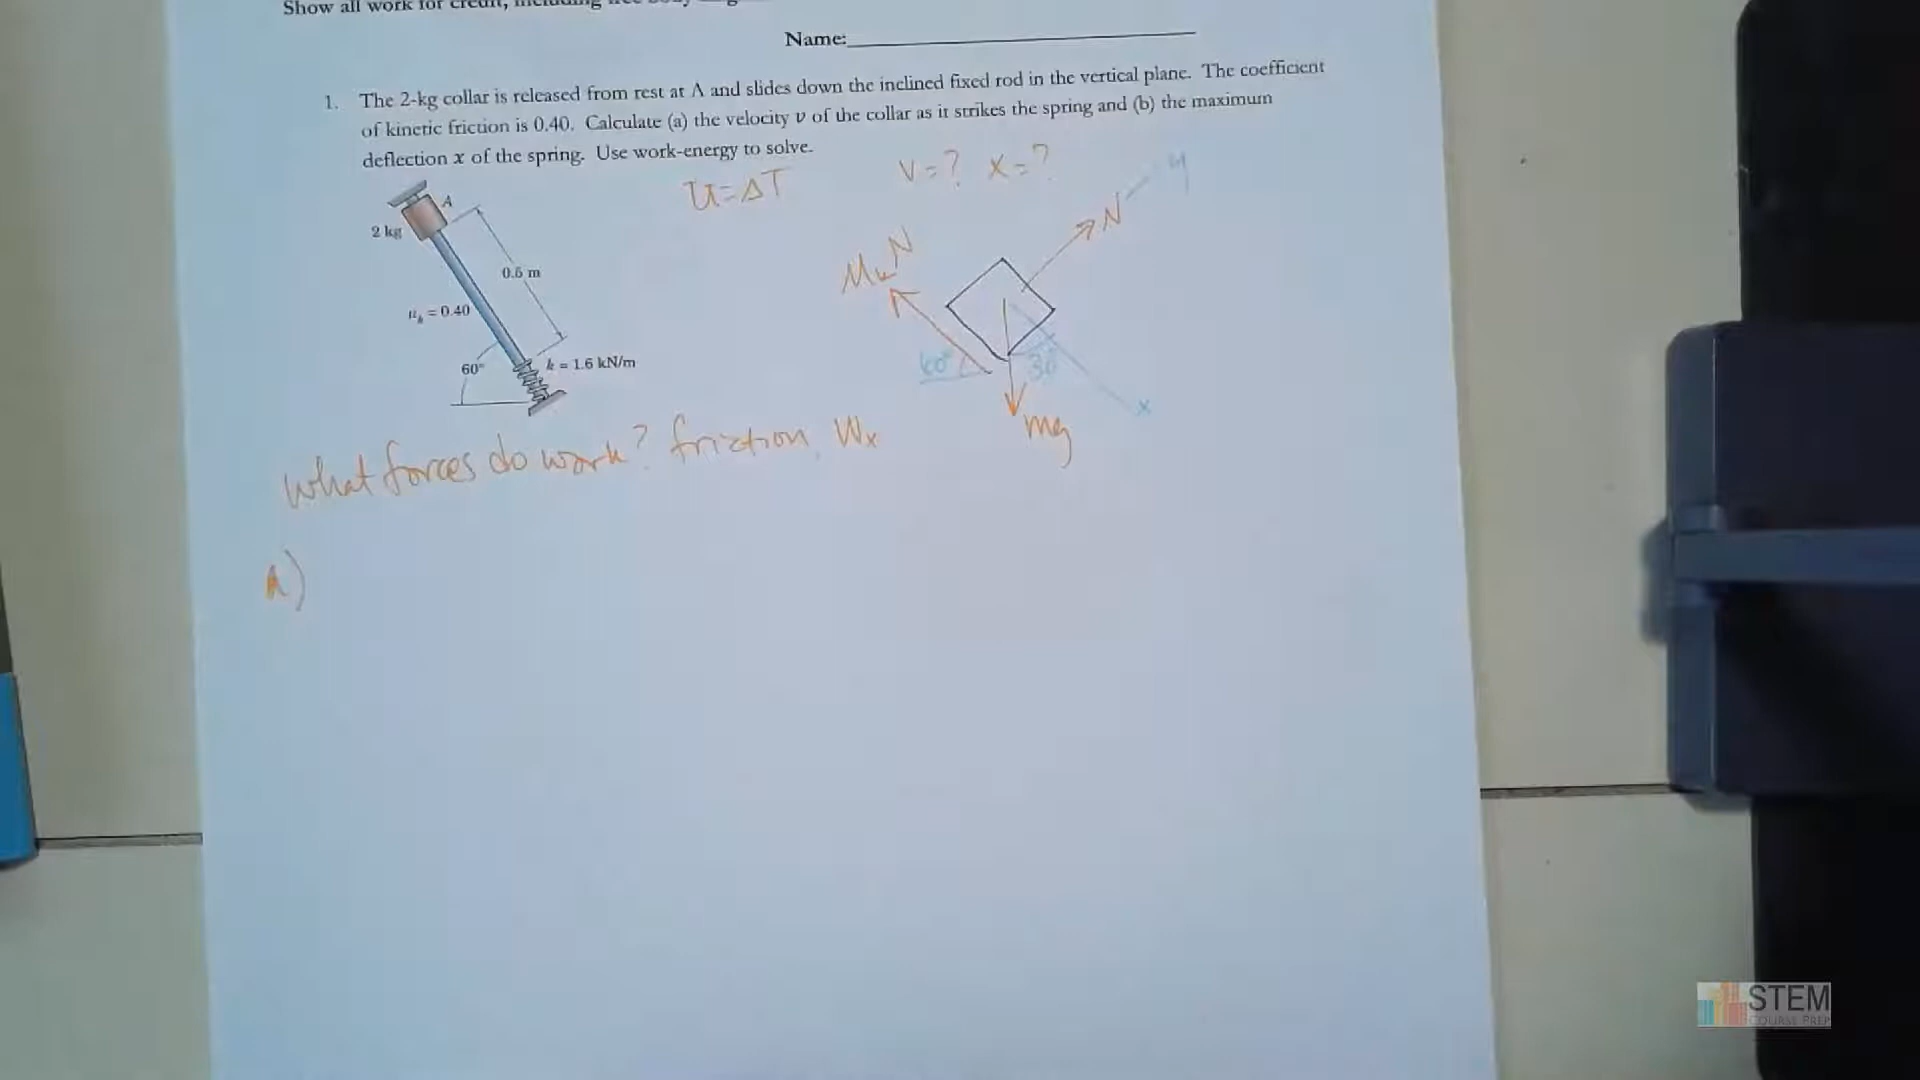 Show all work for credit, including free body
Name:
1. The 2-kg collar is released from rest at A and slides down the inclined fixed rod in the vertical plane. The coefficient
of kinetic friction is 0.40. Calculate (a) the velocity v of the collar as it strikes the spring and (b) the maximum
deflection x of the spring. Use work-energy to solve.
U=ΔT
v=? x=?
y
N
A
2 kg
0.5 m
μk N
μk = 0.40
60°
k = 1.6 kN/m
60°
30
x
mg
What forces do work? friction, Wx
a)
STEM
COURSE PREP